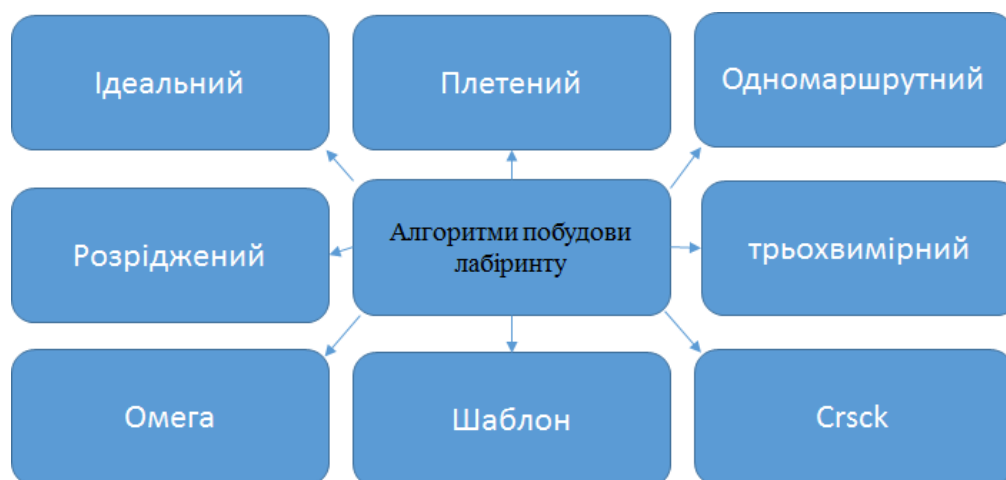 Ідеальний
Плетений
Одномаршрутний
Розріджений
Алгоритми побудови
лабіринту
трьохвимірний
Омега
Шаблон
Crsck